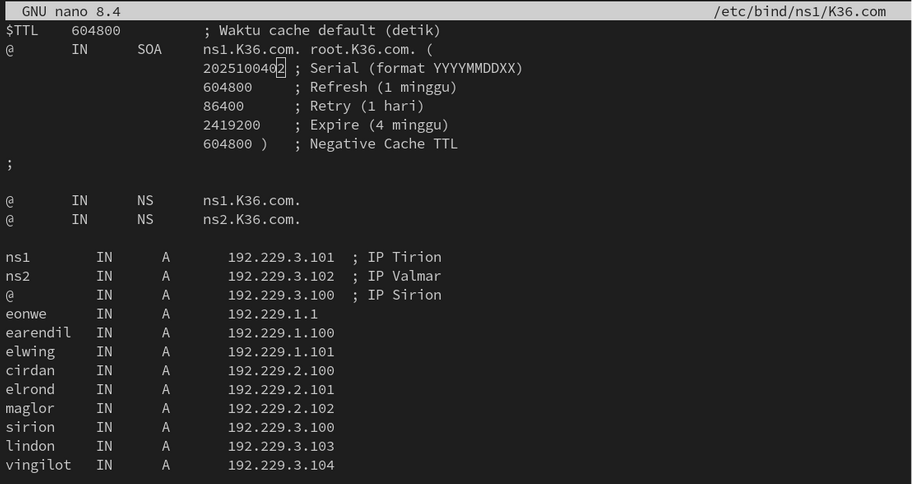 GNU nano 8.4 /etc/bind/ns1/K36.com
$TTL 604800 ; Waktu cache default (detik)
@ IN SOA ns1.K36.com. root.K36.com. (
2025100402 ; Serial (format YYYYMMDDXX)
604800 ; Refresh (1 minggu)
86400 ; Retry (1 hari)
2419200 ; Expire (4 minggu)
604800 ) ; Negative Cache TTL
;
@ IN NS ns1.K36.com.
@ IN NS ns2.K36.com.
ns1 IN A 192.229.3.101 ; IP Tirion
ns2 IN A 192.229.3.102 ; IP Valmar
@ IN A 192.229.3.100 ; IP Sirion
eonwe IN A 192.229.1.1
earendil IN A 192.229.1.100
elwing IN A 192.229.1.101
cirdan IN A 192.229.2.100
elrond IN A 192.229.2.101
maglor IN A 192.229.2.102
sirion IN A 192.229.3.100
lindon IN A 192.229.3.103
vingilot IN A 192.229.3.104